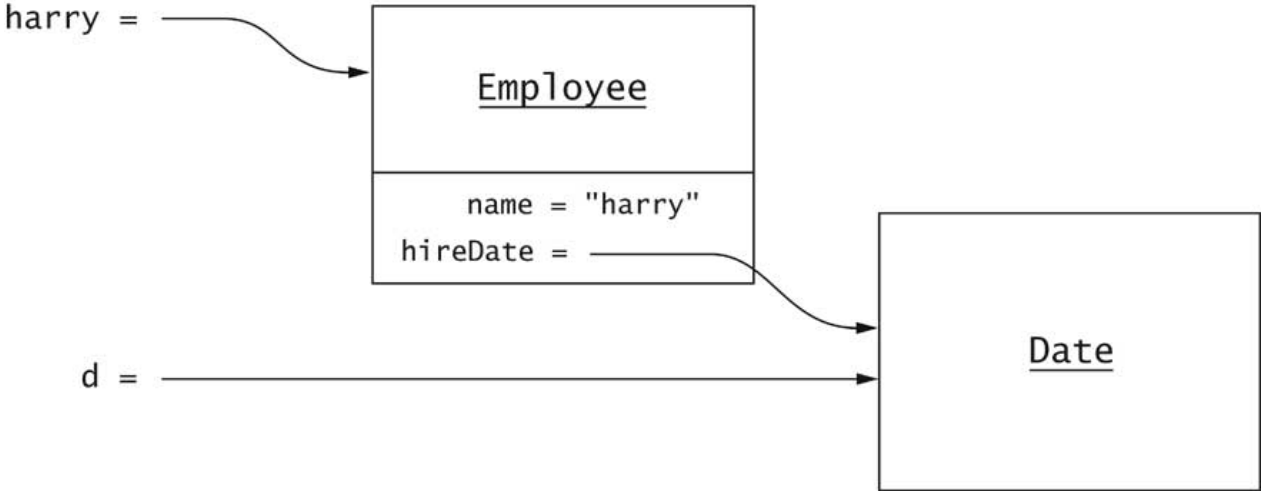 harry =
Employee
name = "harry"
hireDate =
Date
d =